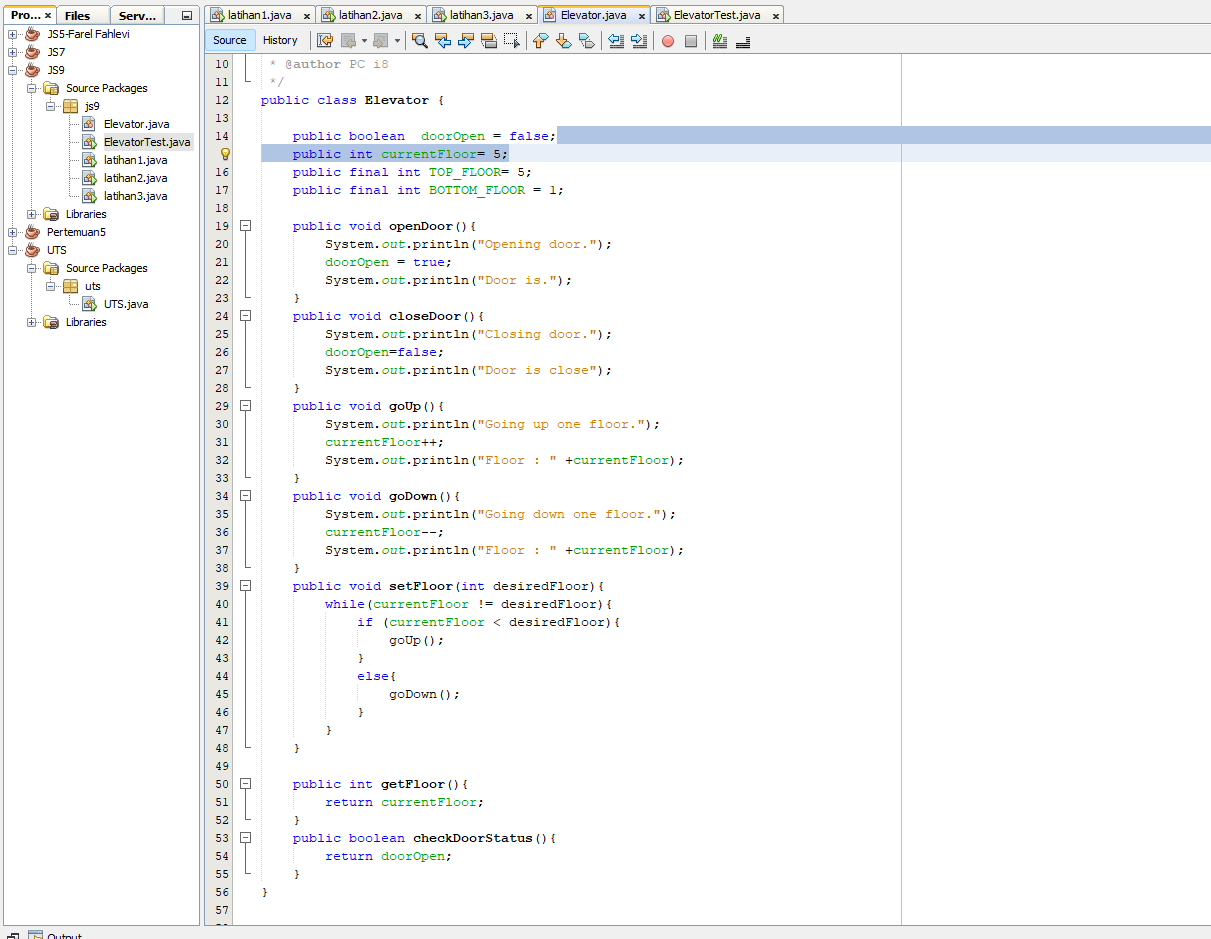 Pro... × Files Serv...
JS5-Farel Fahlevi
JS7
JS9
Source Packages
js9
Elevator.java
ElevatorTest.java
latihan1.java
latihan2.java
latihan3.java
Libraries
Pertemuan5
UTS
Source Packages
uts
UTS.java
Libraries
latihan1.java × latihan2.java × latihan3.java × Elevator.java × ElevatorTest.java ×
Source History
10 * @author PC i8
11 */
12 public class Elevator {
13
14 public boolean  doorOpen = false;
public int currentFloor= 5;
16 public final int TOP_FLOOR= 5;
17 public final int BOTTOM_FLOOR = 1;
18
19 public void openDoor(){
20 System.out.println("Opening door.");
21 doorOpen = true;
22 System.out.println("Door is.");
23 }
24 public void closeDoor(){
25 System.out.println("Closing door.");
26 doorOpen=false;
27 System.out.println("Door is close");
28 }
29 public void goUp(){
30 System.out.println("Going up one floor.");
31 currentFloor++;
32 System.out.println("Floor : " +currentFloor);
33 }
34 public void goDown(){
35 System.out.println("Going down one floor.");
36 currentFloor--;
37 System.out.println("Floor : " +currentFloor);
38 }
39 public void setFloor(int desiredFloor){
40 while(currentFloor != desiredFloor){
41 if (currentFloor < desiredFloor){
42 goUp();
43 }
44 else{
45 goDown();
46 }
47 }
48 }
49
50 public int getFloor(){
51 return currentFloor;
52 }
53 public boolean checkDoorStatus(){
54 return doorOpen;
55 }
56 }
57
Output